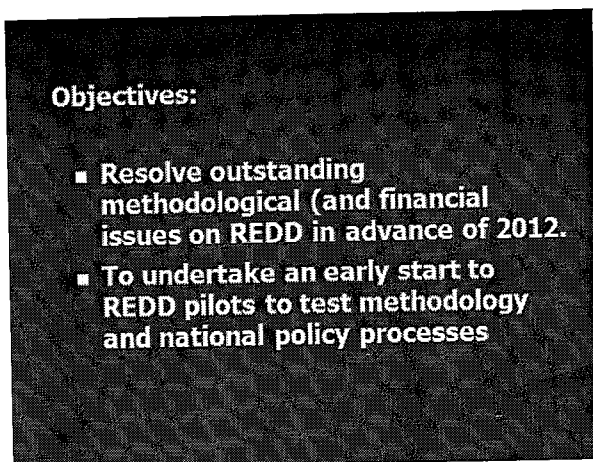 Objectives:
▪ Resolve outstanding
methodological (and financial
issues on REDD in advance of 2012.
▪ To undertake an early start to
REDD pilots to test methodology
and national policy processes